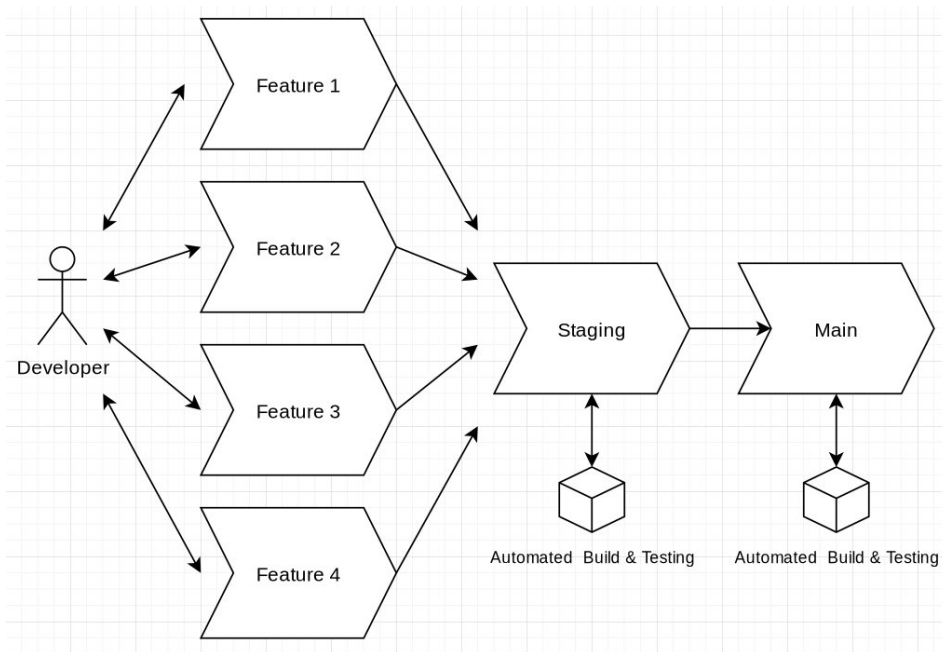 Feature 1
Feature 2
Developer
Feature 3
Feature 4
Staging
Main
Automated Build & Testing
Automated Build & Testing